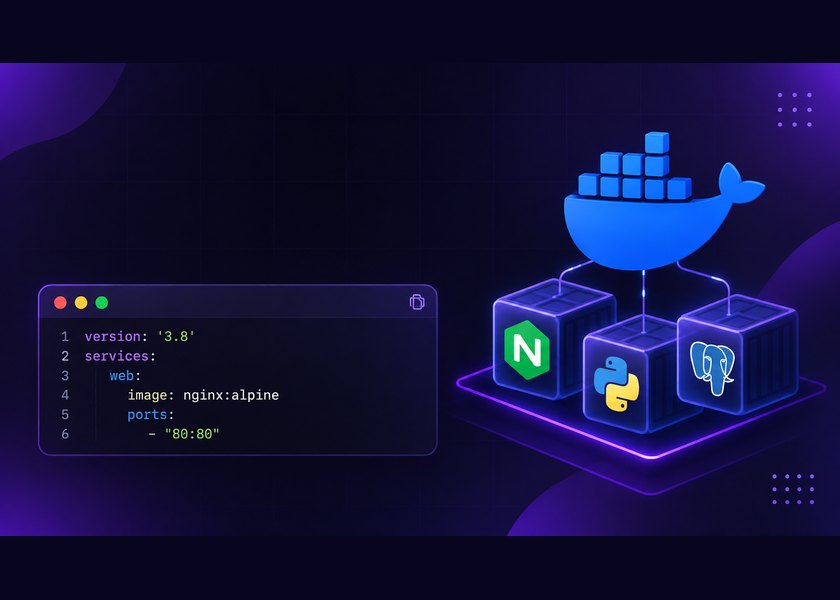 1 version: '3.8'
2 services:
3 web:
4 image: nginx:alpine
5 ports:
6 - "80:80"
N